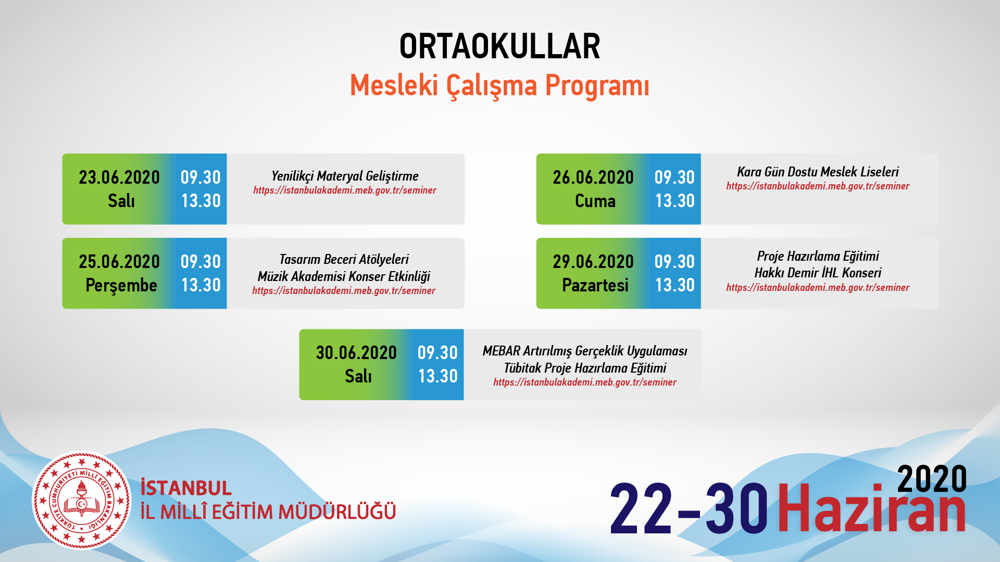 ORTAOKULLAR
Mesleki Çalışma Programı
23.06.2020
Salı
09.30
13.30
Yenilikçi Materyal Geliştirme
https://istanbulakademi.meb.gov.tr/seminer
26.06.2020
Cuma
09.30
13.30
Kara Gün Dostu Meslek Liseleri
https://istanbulakademi.meb.gov.tr/seminer
25.06.2020
Perşembe
09.30
13.30
Tasarım Beceri Atölyeleri
Müzik Akademisi Konser Etkinliği
https://istanbulakademi.meb.gov.tr/seminer
29.06.2020
Pazartesi
09.30
13.30
Proje Hazırlama Eğitimi
Hakkı Demir İHL Konseri
https://istanbulakademi.meb.gov.tr/seminer
30.06.2020
Salı
09.30
13.30
MEBAR Artırılmış Gerçeklik Uygulaması
Tübitak Proje Hazırlama Eğitimi
https://istanbulakademi.meb.gov.tr/seminer
TÜRKİYE CUMHURİYETİ MİLLÎ EĞİTİM BAKANLIĞI
İSTANBUL
İL MİLLÎ EĞİTİM MÜDÜRLÜĞÜ
2020
22-30 Haziran